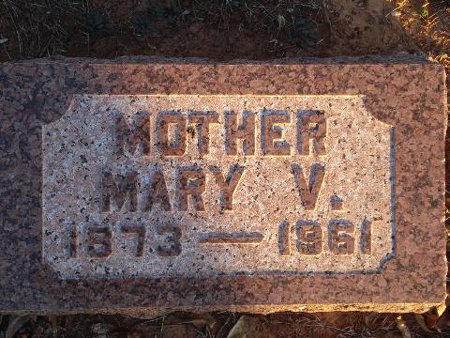 MOTHER
MARY V.
1873 — 1961